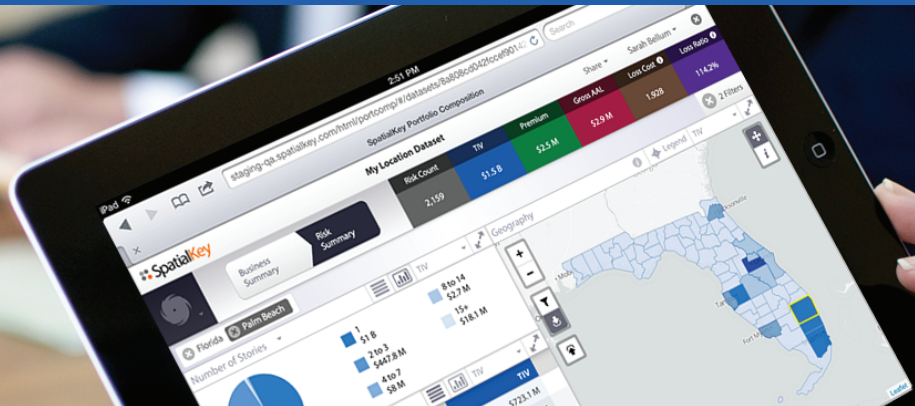 iPad
2:51 PM
staging-qa.spatialkey.com/html/portcomp/#/datasets/8a808cd042fccef90142
Search
SpatialKey Portfolio Composition
Share
Sarah Bellum
SpatialKey
My Location Dataset
Risk Count
2,159
TIV
$1.5 B
Premium
$2.5 M
Gross AAL
$2.9 M
Loss Cost
1.928
Loss Ratio
114.2%
2 Filters
Business
Summary
Risk
Summary
Florida
Palm Beach
Number of Stories
TIV
1
$1 B
2 to 3
$447.8 M
4 to 7
$8 M
8 to 14
$2.7 M
15+
$18.1 M
TIV
TIV
$723.1 M
Geography
Legend
TIV
Leaflet